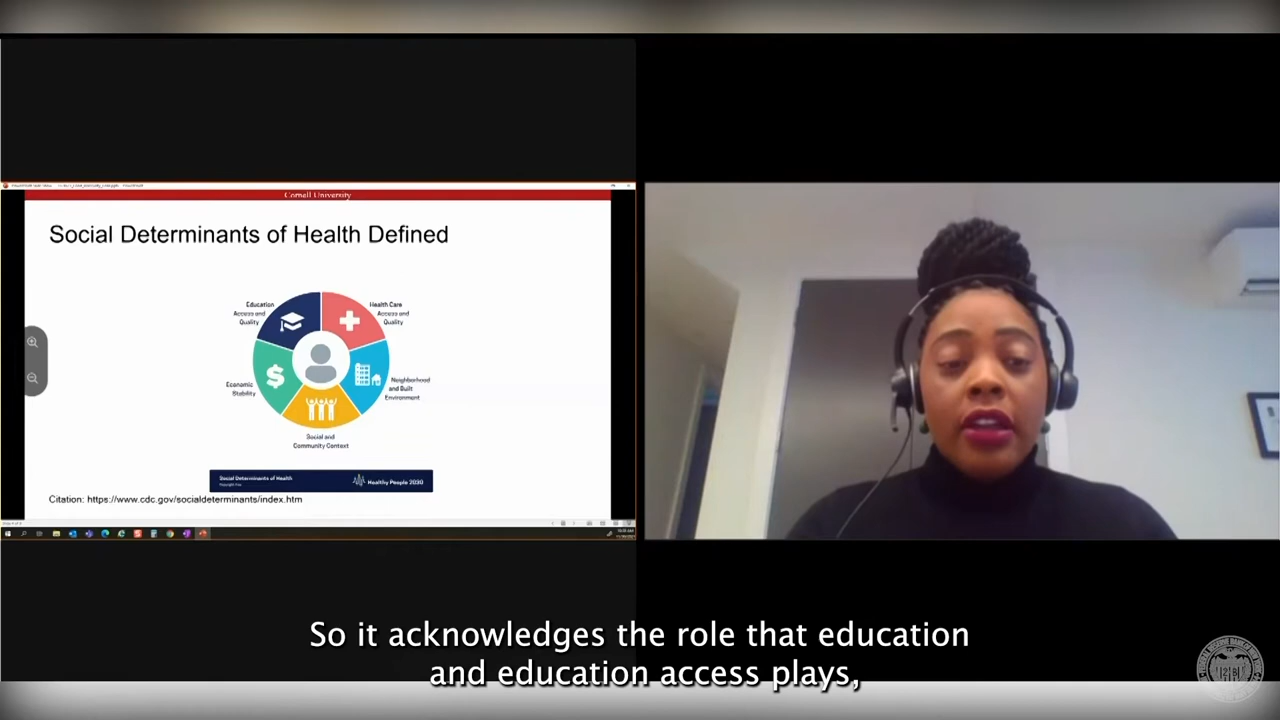 Cornell University
Social Determinants of Health Defined
Education
Access and
Quality
Health Care
Access and
Quality
Economic
Stability
Neighborhood
and Built
Environment
Social and
Community Context
Social Determinants of Health
Healthy People 2030
Citation: https://www.cdc.gov/socialdeterminants/index.htm
So it acknowledges the role that education
and education access plays,